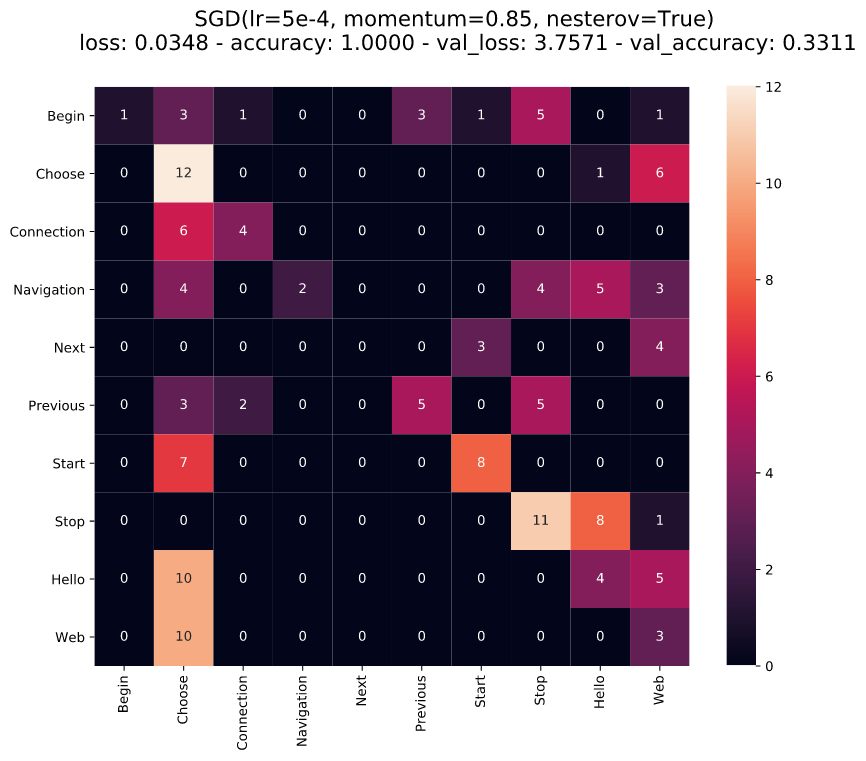 SGD(lr=5e-4, momentum=0.85, nesterov=True)
loss: 0.0348 - accuracy: 1.0000 - val_loss: 3.7571 - val_accuracy: 0.3311
Begin 1 3 1 0 0 3 1 5 0 1
Choose 0 12 0 0 0 0 0 0 1 6
Connection 0 6 4 0 0 0 0 0 0 0
Navigation 0 4 0 2 0 0 0 4 5 3
Next 0 0 0 0 0 0 3 0 0 4
Previous 0 3 2 0 0 5 0 5 0 0
Start 0 7 0 0 0 0 8 0 0 0
Stop 0 0 0 0 0 0 0 11 8 1
Hello 0 10 0 0 0 0 0 0 4 5
Web 0 10 0 0 0 0 0 0 0 3
Begin Choose Connection Navigation Next Previous Start Stop Hello Web
12
10
8
6
4
2
0